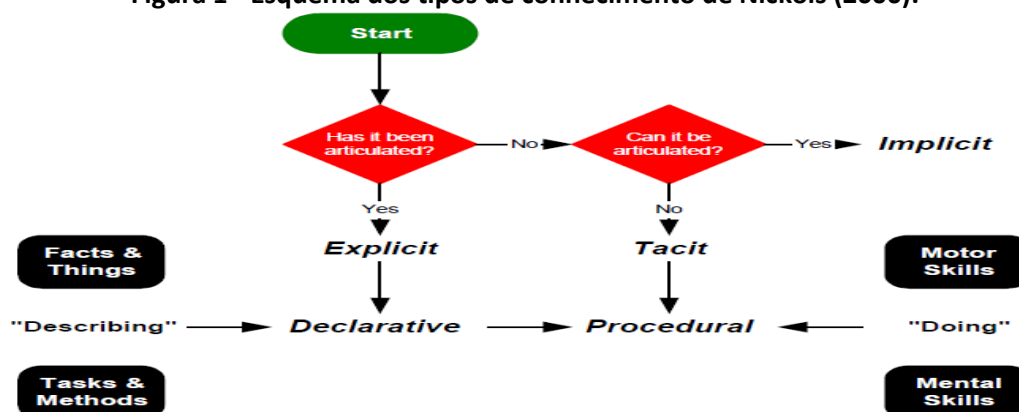 Figura 1 - Esquema dos tipos de conhecimento de Nickols (2000).
Start
Has it been
articulated?
No
Can it be
articulated?
Yes
Implicit
Yes
No
Facts &
Things
Explicit
Tacit
Motor
Skills
"Describing"
Declarative
Procedural
"Doing"
Tasks &
Methods
Mental
Skills